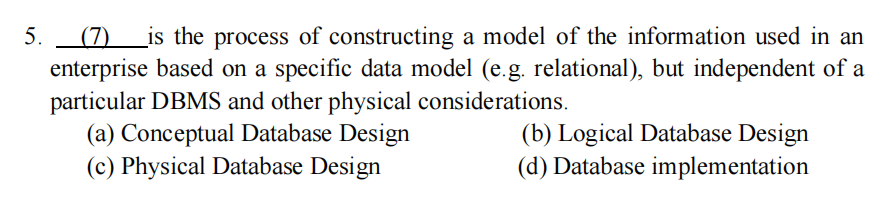 5. (7) is the process of constructing a model of the information used in an
enterprise based on a specific data model (e.g. relational), but independent of a
particular DBMS and other physical considerations.
(a) Conceptual Database Design (b) Logical Database Design
(c) Physical Database Design (d) Database implementation